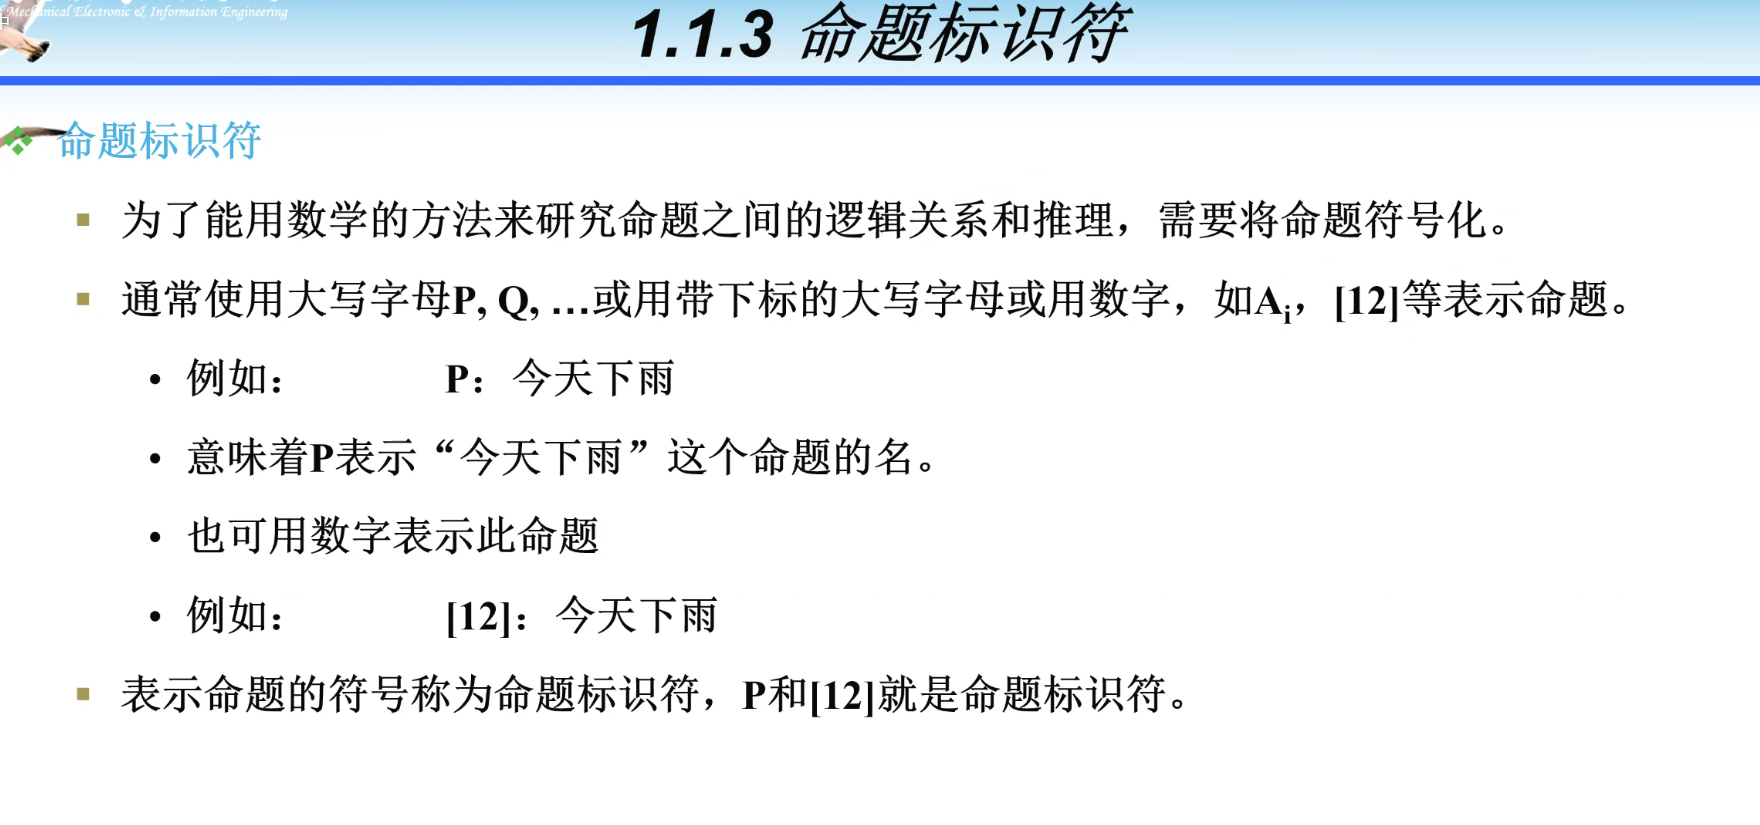 Mechanical Electronic & Information Engineering
1.1.3 命题标识符
命题标识符
为了能用数学的方法来研究命题之间的逻辑关系和推理，需要将命题符号化。
通常使用大写字母P, Q, …或用带下标的大写字母或用数字，如Ai，[12]等表示命题。
例如： P：今天下雨
意味着P表示“今天下雨”这个命题的名。
也可用数字表示此命题
例如： [12]：今天下雨
表示命题的符号称为命题标识符，P和[12]就是命题标识符。